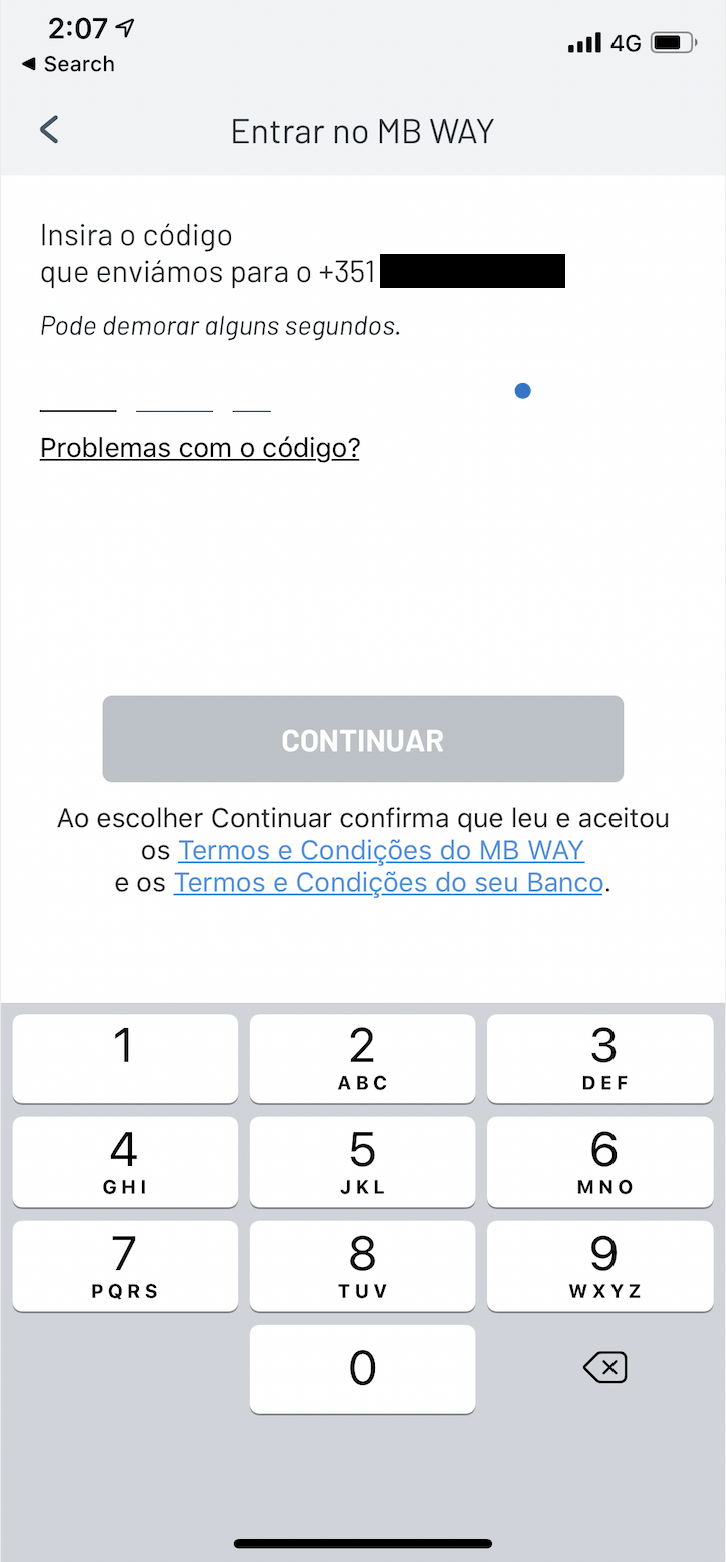 2:07
◀ Search
4G
Entrar no MB WAY
Insira o código
que enviámos para o +351
Pode demorar alguns segundos.
Problemas com o código?
CONTINUAR
Ao escolher Continuar confirma que leu e aceitou
os Termos e Condições do MB WAY
e os Termos e Condições do seu Banco.
1
2
3
ABC
DEF
4
5
6
GHI
JKL
MNO
7
8
9
PQRS
TUV
WXYZ
0